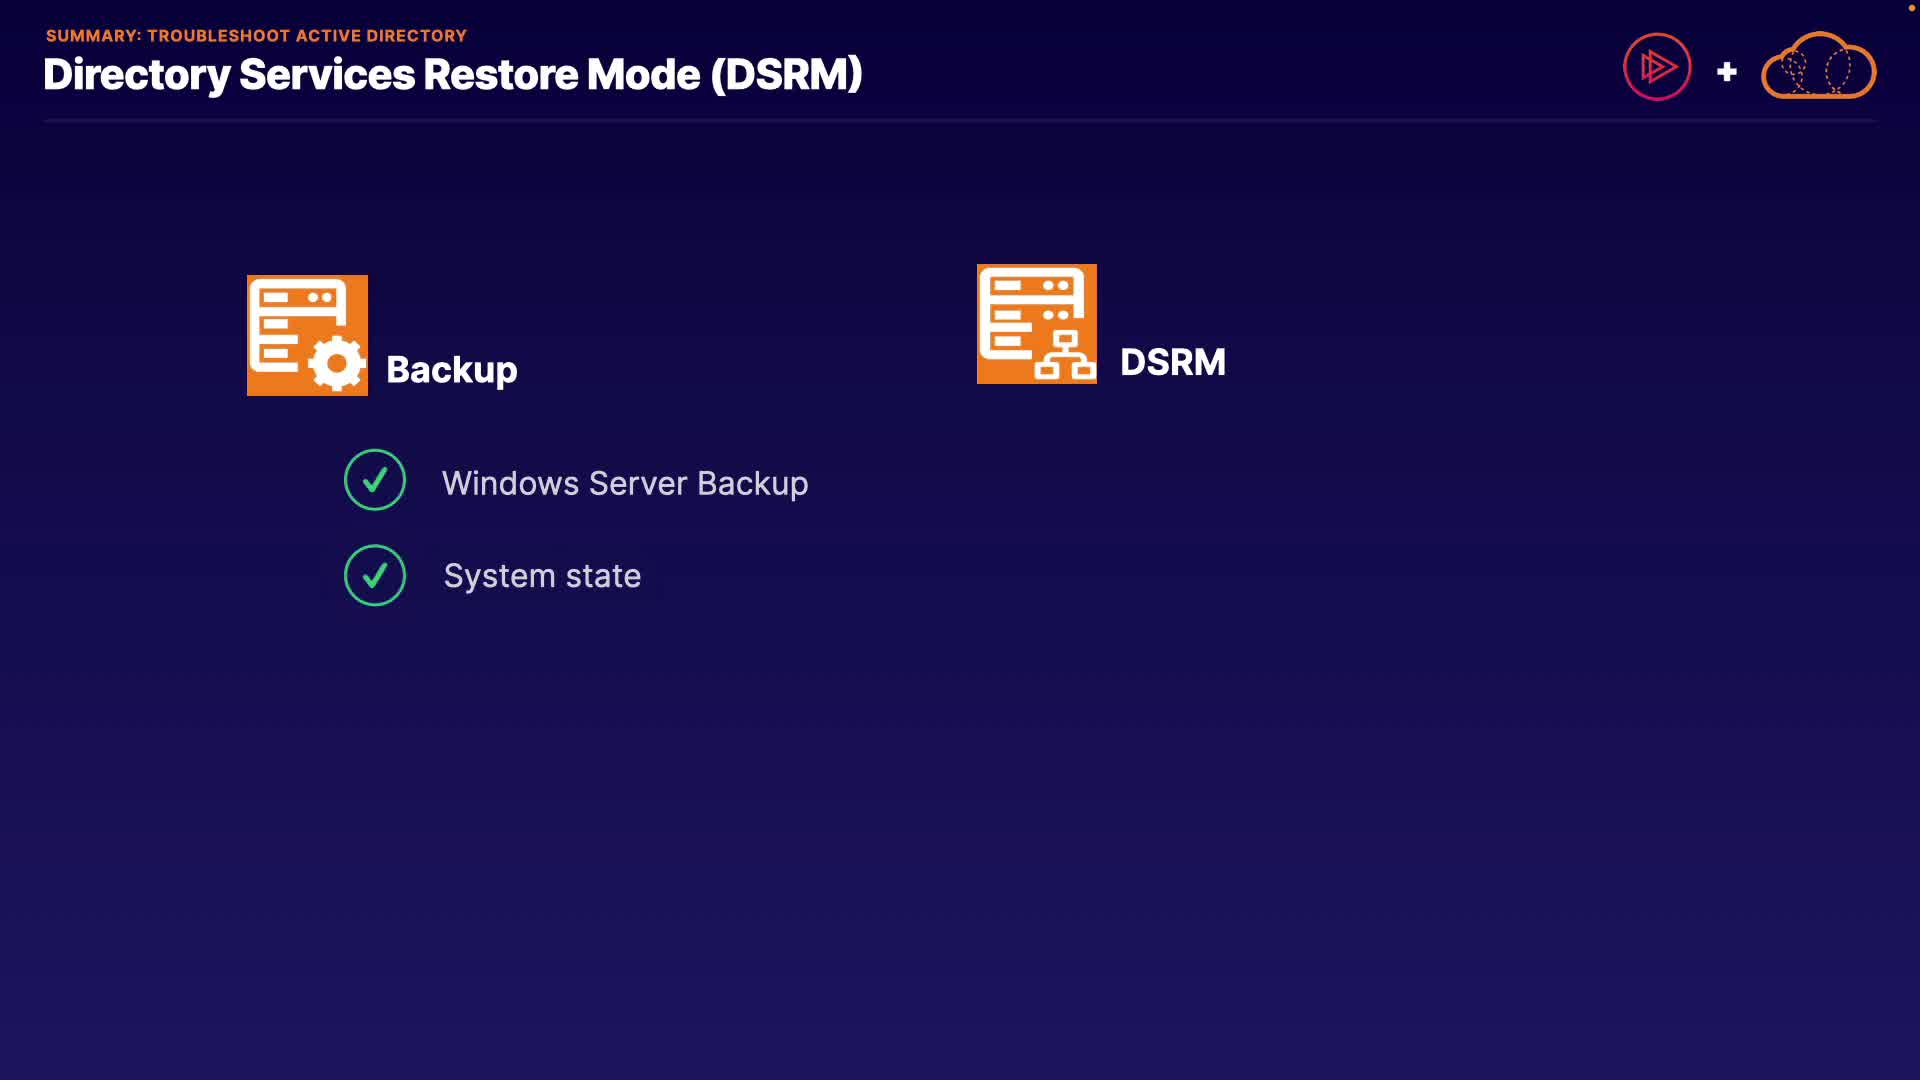 SUMMARY: TROUBLESHOOT ACTIVE DIRECTORY
Directory Services Restore Mode (DSRM)
Backup
Windows Server Backup
System state
DSRM